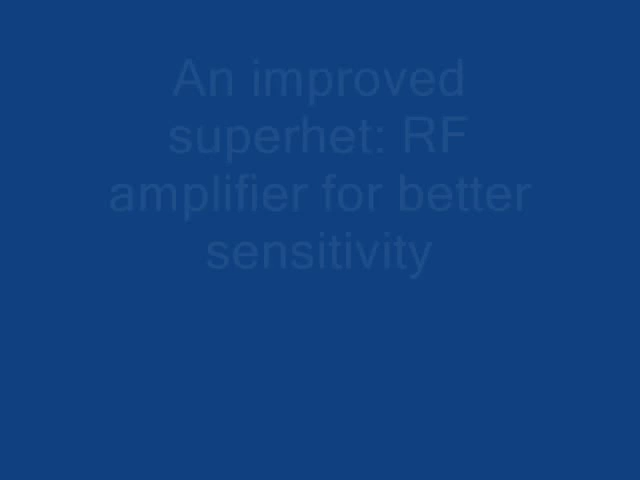 An improved
superhet: RF
amplifier for better
sensitivity